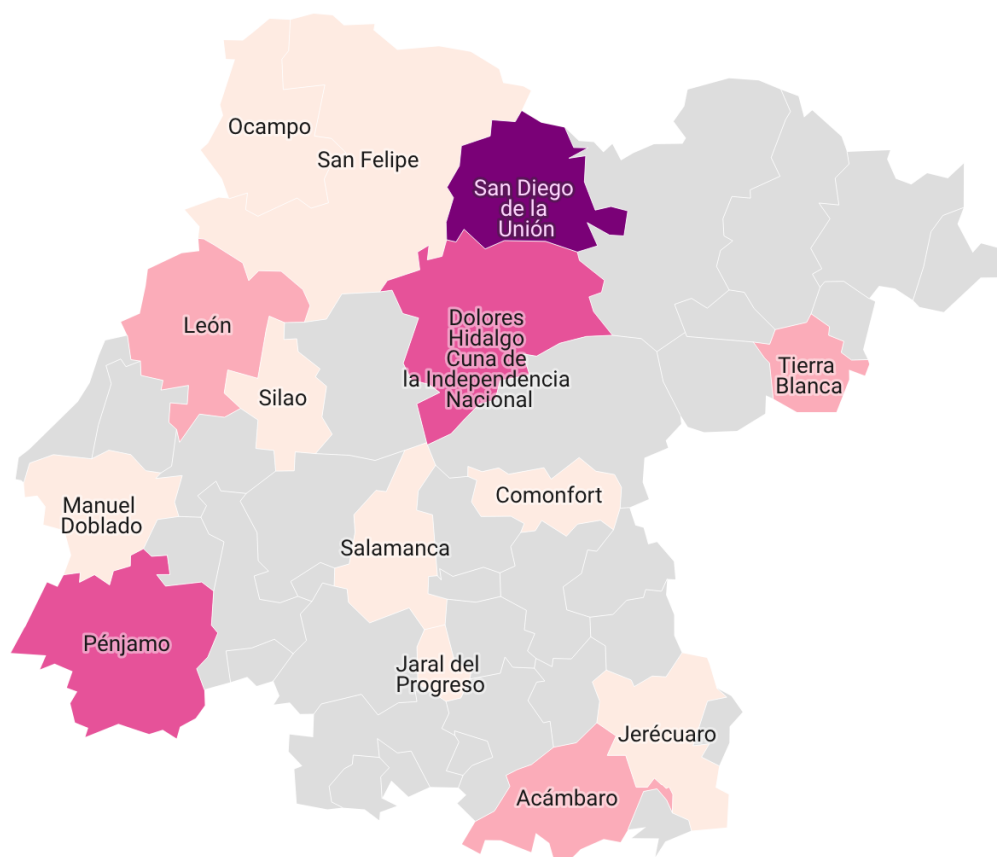 Ocampo
San Felipe
San Diego
de la
Unión
León
Dolores
Hidalgo
Cuna de
la Independencia
Nacional
Tierra
Blanca
Silao
Manuel
Doblado
Comonfort
Salamanca
Pénjamo
Jaral del
Progreso
Jerécuaro
Acámbaro